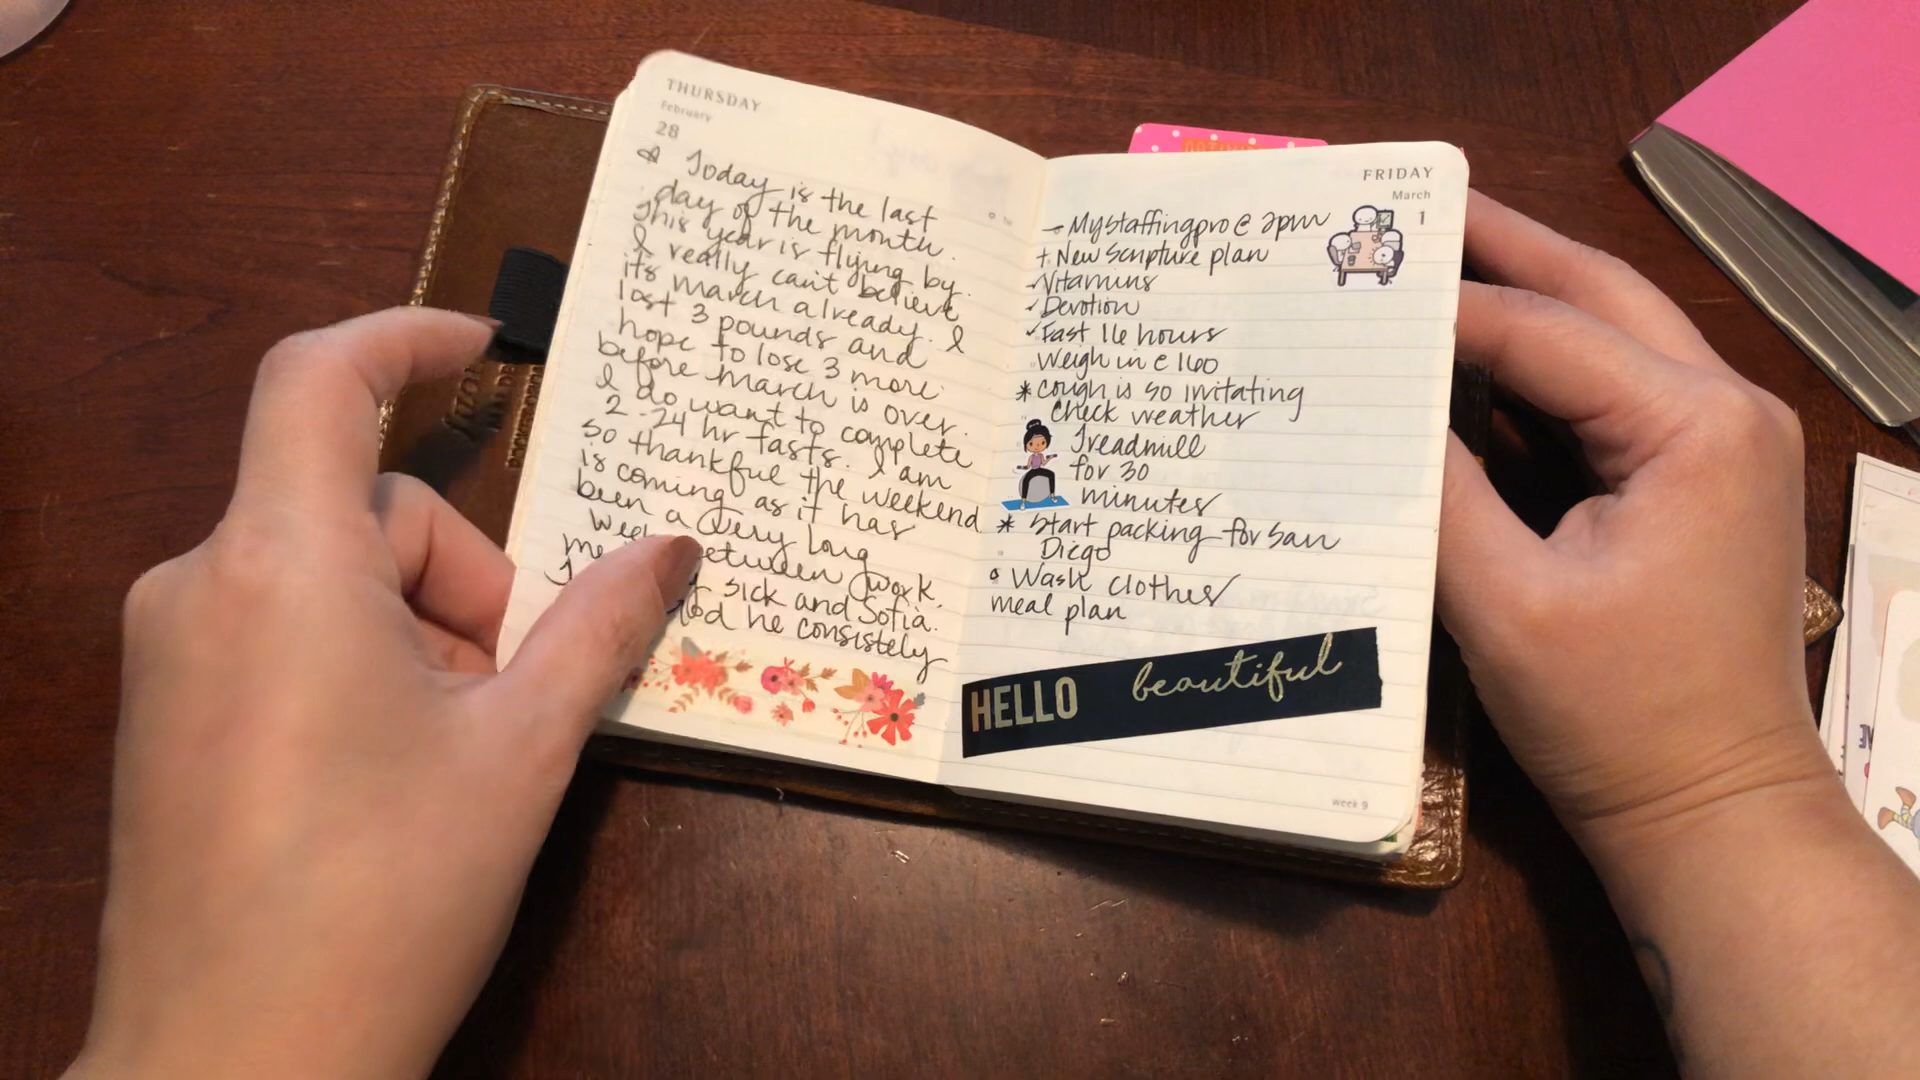 THURSDAY
February
28
Today is the last
day of the month.
This year is flying by.
I really can't believe
its march already. I
lost 3 pounds and
hope to lose 3 more
before march is over.
I do want to complete
2 - 24 hr fasts. I am
so thankful the weekend
is coming as it has
been a very long
between work.
sick and Sofia.
he consistely
FRIDAY
March
1
- Mystaffingpro @ 2pm
+ New Scripture plan
✓ Vitamins
✓ Devotion
✓ Fast 16 hours
Weigh in @ 160
* cough is so irritating
Check weather
Treadmill
for 30
minutes
* Start packing for San
Diego
Wash clothes
meal plan
HELLO beautiful
week 9